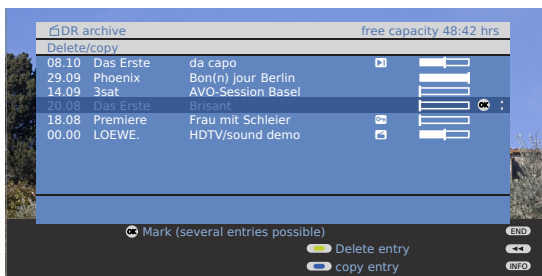 DR archive free capacity 48:42 hrs
Delete/copy
08.10 Das Erste da capo
29.09 Phoenix Bon(n) jour Berlin
14.09 3sat AVO-Session Basel
20.08 Das Erste Brisant OK
18.08 Premiere Frau mit Schleier
00.00 LOEWE. HDTV/sound demo
OK Mark (several entries possible) END
Delete entry
copy entry INFO